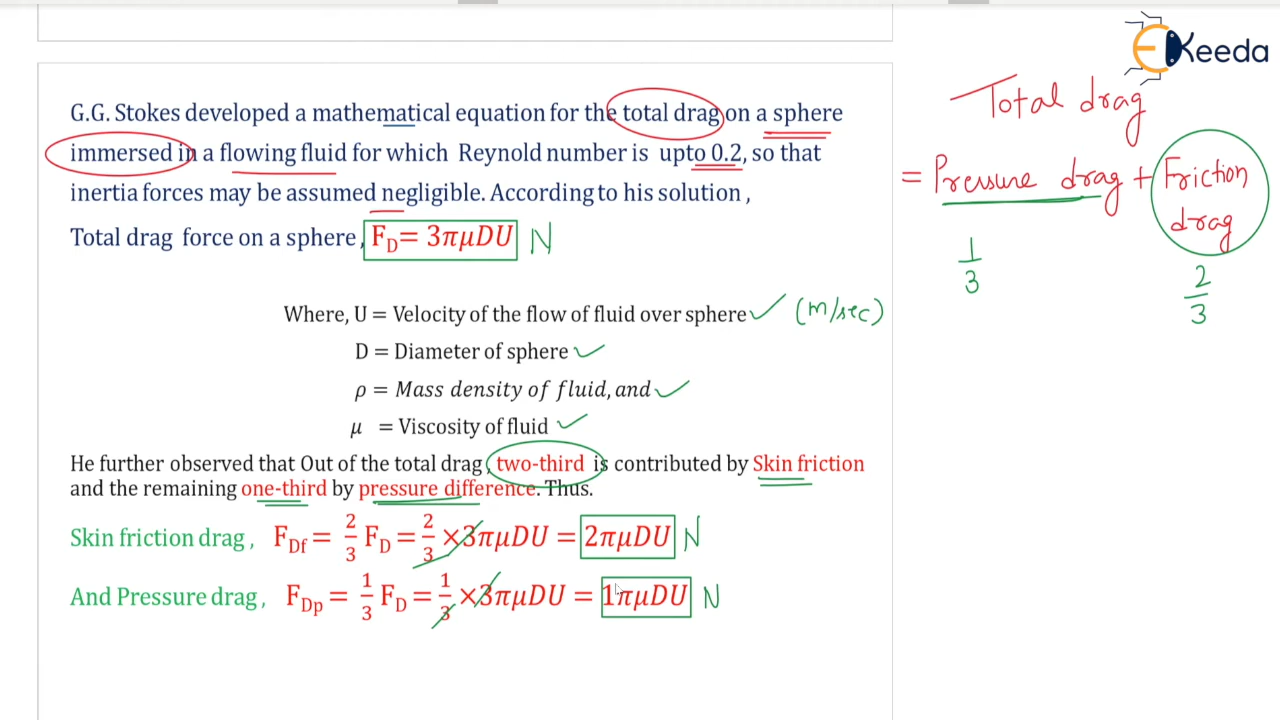 EKeeda
G.G. Stokes developed a mathematical equation for the total drag on a sphere
immersed in a flowing fluid for which Reynold number is upto 0.2, so that
inertia forces may be assumed negligible. According to his solution,
Total drag force on a sphere, F_D = 3πμDU N
Where, U = Velocity of the flow of fluid over sphere (m/sec)
D = Diameter of sphere
ρ = Mass density of fluid, and
μ = Viscosity of fluid
He further observed that Out of the total drag, two-third is contributed by Skin friction
and the remaining one-third by pressure difference. Thus.
Skin friction drag, F_Df = 2/3 F_D = 2/3 × 3πμDU = 2πμDU N
And Pressure drag, F_Dp = 1/3 F_D = 1/3 × 3πμDU = 1πμDU N
Total drag
= Pressure drag + Friction
drag
1/3 2/3